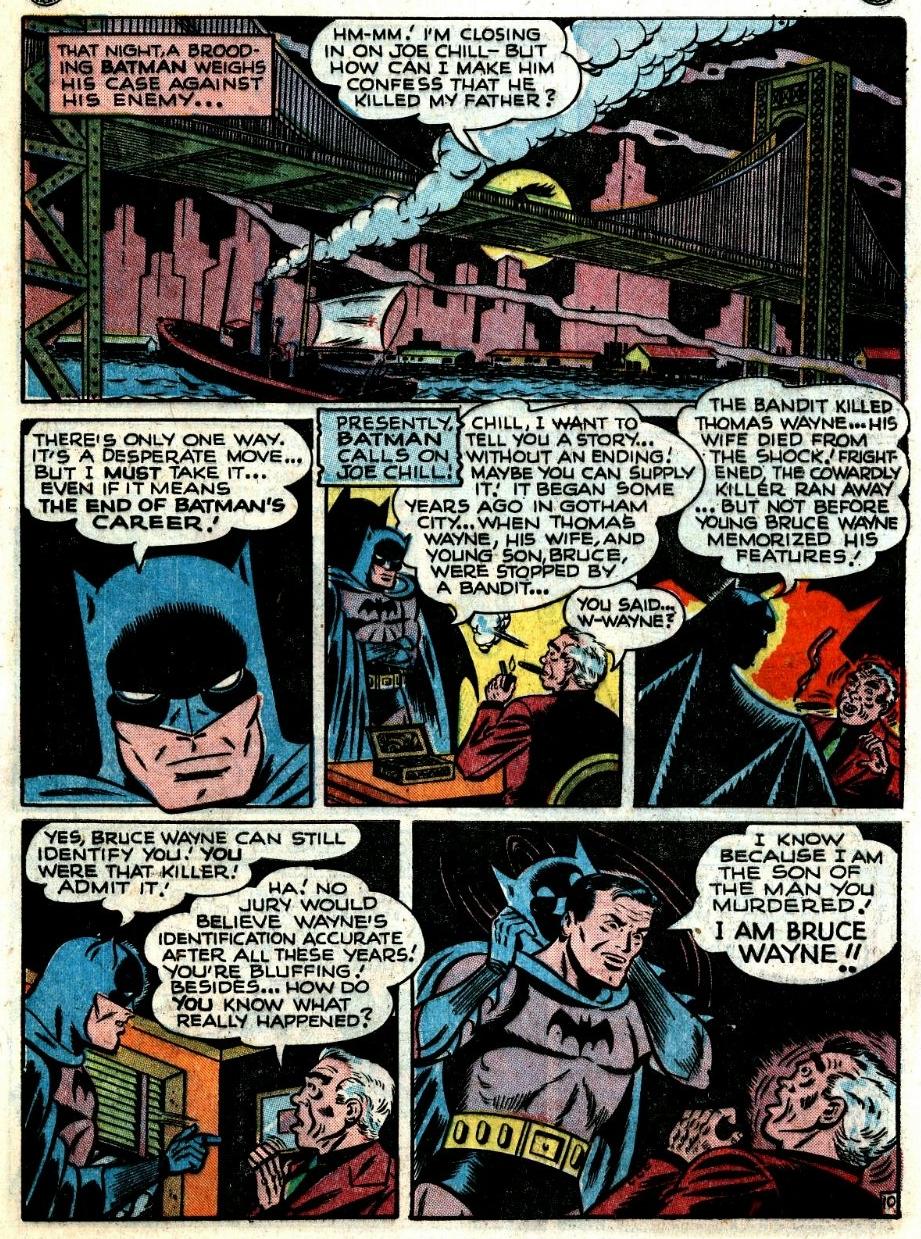 THAT NIGHT, A BROOD-
ING BATMAN WEIGHS
HIS CASE AGAINST
HIS ENEMY...
HM-MM! I'M CLOSING
IN ON JOE CHILL- BUT
HOW CAN I MAKE HIM
CONFESS THAT HE
KILLED MY FATHER?
THERE'S ONLY ONE WAY.
IT'S A DESPERATE MOVE...
BUT I MUST TAKE IT...
EVEN IF IT MEANS
THE END OF BATMAN'S
CAREER!
PRESENTLY,
BATMAN
CALLS ON
JOE CHILL!
CHILL, I WANT TO
TELL YOU A STORY...
WITHOUT AN ENDING!
MAYBE YOU CAN SUPPLY
IT! IT BEGAN SOME
YEARS AGO IN GOTHAM
CITY... WHEN THOMAS
WAYNE, HIS WIFE, AND
YOUNG SON, BRUCE,
WERE STOPPED BY
A BANDIT...
YOU SAID...
W-WAYNE?
THE BANDIT KILLED
THOMAS WAYNE...HIS
WIFE DIED FROM
THE SHOCK! FRIGHT-
ENED, THE COWARDLY
KILLER RAN AWAY
...BUT NOT BEFORE
YOUNG BRUCE WAYNE
MEMORIZED HIS
FEATURES!
YES, BRUCE WAYNE CAN STILL
IDENTIFY YOU! YOU
WERE THAT KILLER!
ADMIT IT!
HA! NO
JURY WOULD
BELIEVE WAYNE'S
IDENTIFICATION ACCURATE
AFTER ALL THESE YEARS!
YOU'RE BLUFFING!
BESIDES... HOW DO
YOU KNOW WHAT
REALLY HAPPENED?
I KNOW
BECAUSE I AM
THE SON OF
THE MAN YOU
MURDERED!
I AM BRUCE
WAYNE!!
10